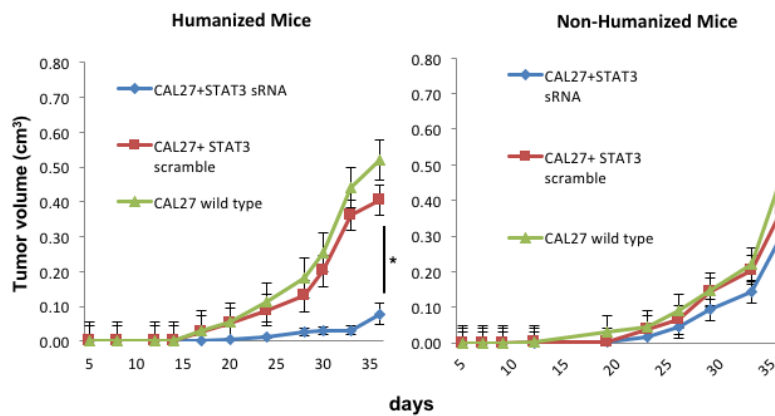 Humanized Mice
Tumor volume (cm³)
0.80
0.70
0.60
0.50
0.40
0.30
0.20
0.10
0.00
CAL27+STAT3 sRNA
CAL27+ STAT3
scramble
CAL27 wild type
*
5 10 15 20 25 30 35
Non-Humanized Mice
0.80
0.70
0.60
0.50
0.40
0.30
0.20
0.10
0.00
CAL27+STAT3
sRNA
CAL27+ STAT3
scramble
CAL27 wild type
5 10 15 20 25 30 35
days